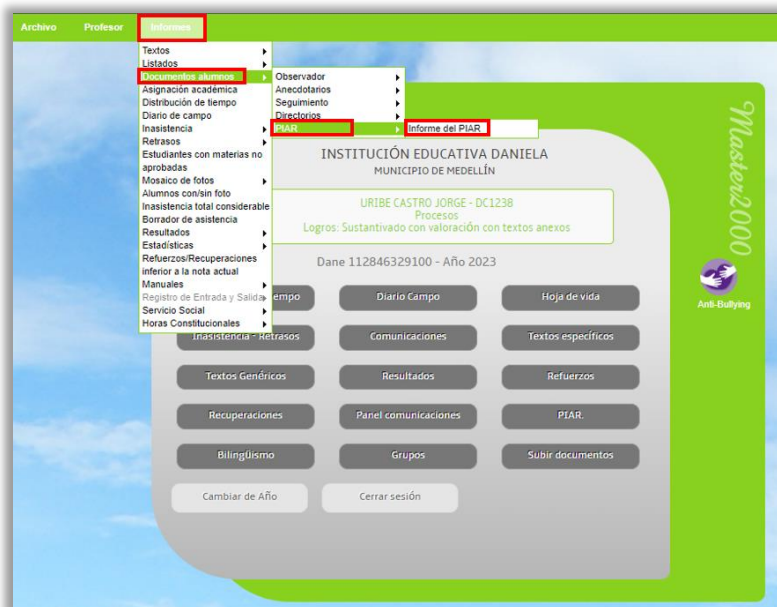 Archivo Profesor Informes
Textos
Listados
Documentos alumnos
Asignación académica
Distribución de tiempo
Diario de campo
Inasistencia
Retrasos
Estudiantes con materias no
aprobadas
Mosaico de fotos
Alumnos con/sin foto
Inasistencia total considerable
Borrador de asistencia
Resultados
Estadísticas
Refuerzos/Recuperaciones
inferior a la nota actual
Manuales
Registro de Entrada y Salida
Servicio Social
Horas Constitucionales
Observador
Anecdotarios
Seguimiento
Directorios
PIAR
Informe del PIAR
INSTITUCIÓN EDUCATIVA DANIELA
MUNICIPIO DE MEDELLÍN
URIBE CASTRO JORGE - DC1238
Procesos
Logros: Sustantivado con valoración con textos anexos
Dane 112846329100 - Año 2023
Diario Campo Hoja de vida
Inasistencia - Retrasos Comunicaciones Textos específicos
Textos Genéricos Resultados Refuerzos
Recuperaciones Panel comunicaciones PIAR.
Bilingüismo Grupos Subir documentos
Cambiar de Año Cerrar sesión
Master2000
Anti-Bullying